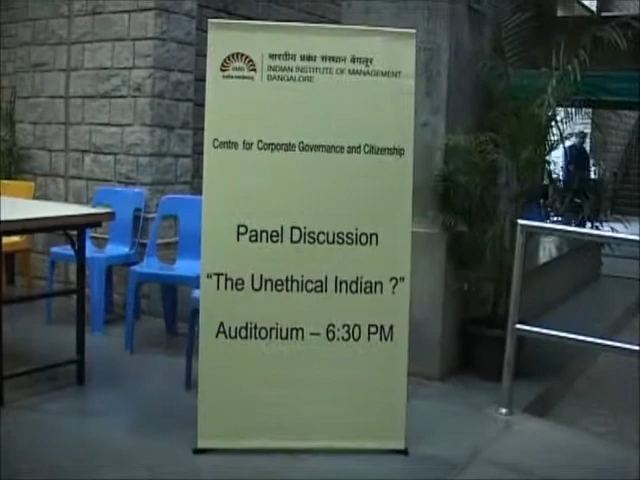 भारतीय प्रबंध संस्थान बेंगलूर
INDIAN INSTITUTE OF MANAGEMENT
BANGALORE
Centre for Corporate Governance and Citizenship
Panel Discussion
"The Unethical Indian ?"
Auditorium – 6:30 PM